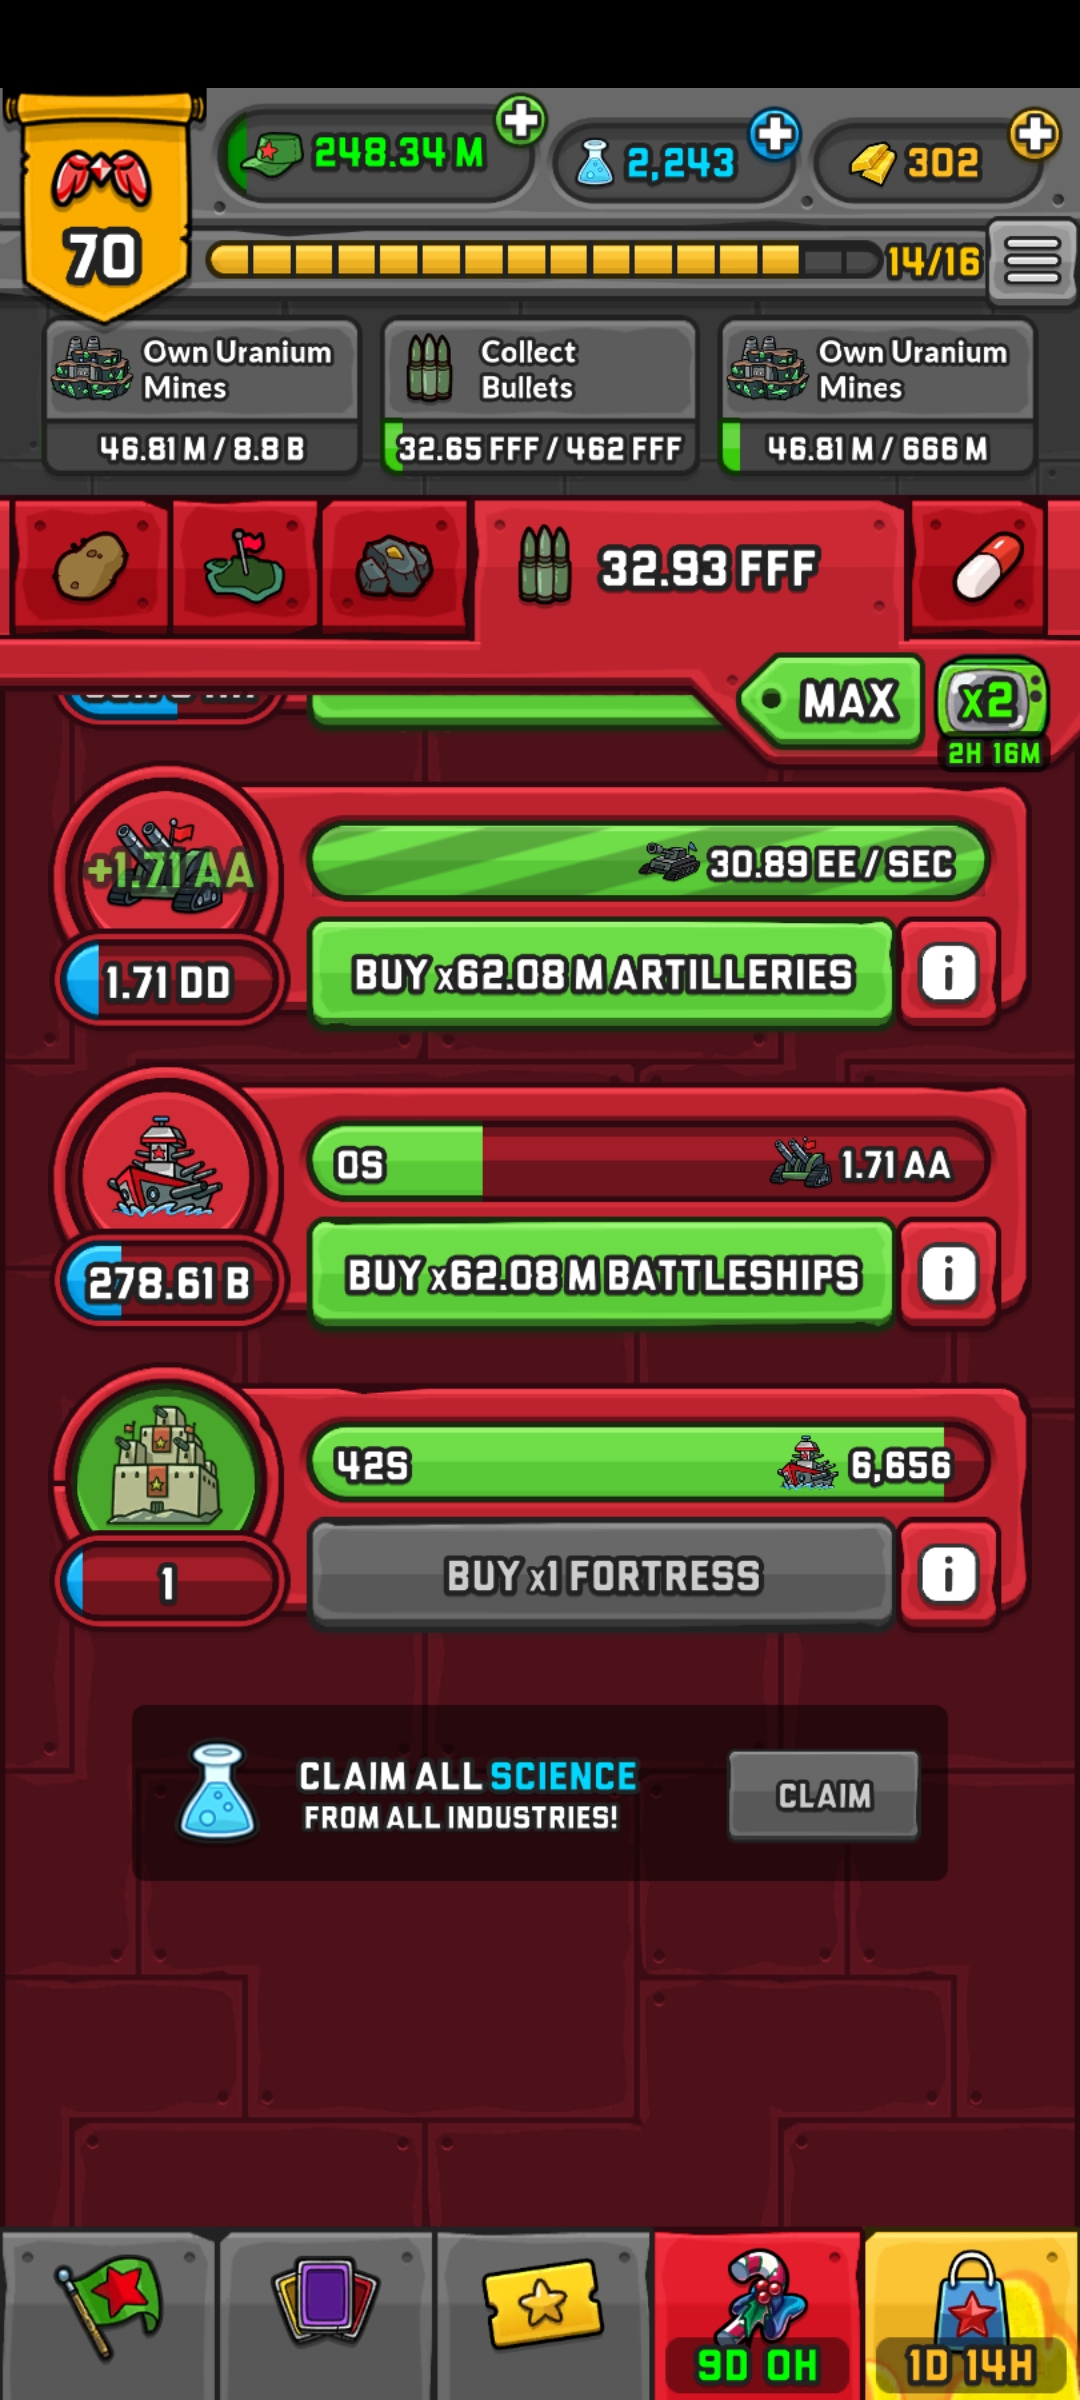 248.34 M
2,243
302
70
14/16
Own Uranium
Mines
46.81 M / 8.8 B
Collect
Bullets
32.65 FFF / 462 FFF
Own Uranium
Mines
46.81 M / 666 M
32.93 FFF
MAX
x2
2H 16M
+1.71 AA
30.89 EE / SEC
1.71 DD
BUY x62.08 M ARTILLERIES
i
0S
1.71 AA
278.61 B
BUY x62.08 M BATTLESHIPS
i
42S
6,656
1
BUY x1 FORTRESS
i
CLAIM ALL SCIENCE
FROM ALL INDUSTRIES!
CLAIM
9D 0H
1D 14H